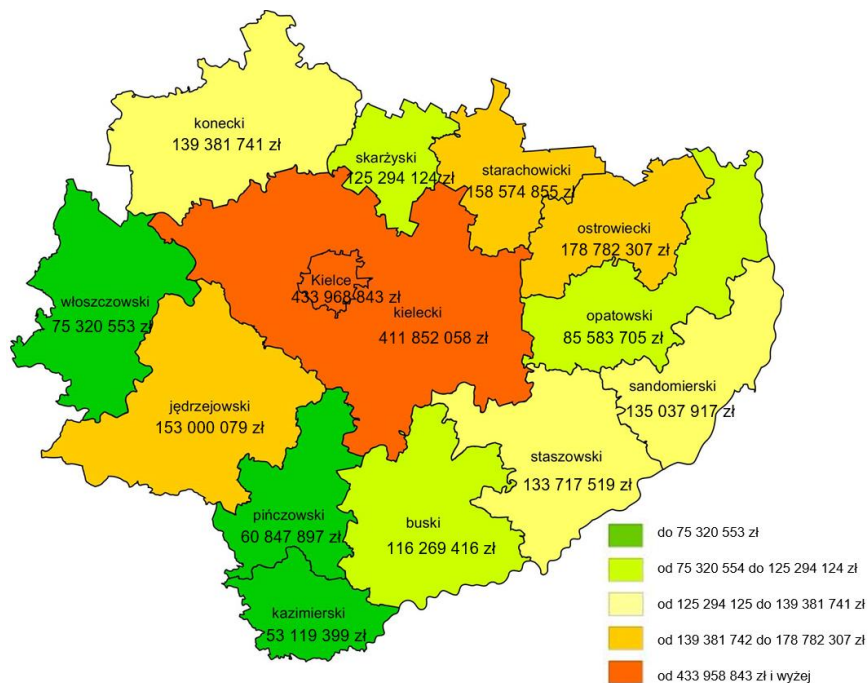 konecki
139 381 741 zł
skarżyski
125 294 124 zł
starachowicki
158 574 855 zł
ostrowiecki
178 782 307 zł
włoszczowski
75 320 553 zł
Kielce
433 968 843 zł
kielecki
411 852 058 zł
opatowski
85 583 705 zł
sandomierski
135 037 917 zł
jędrzejowski
153 000 079 zł
staszowski
133 717 519 zł
pińczowski
60 847 897 zł
buski
116 269 416 zł
kazimierski
53 119 399 zł
do 75 320 553 zł
od 75 320 554 do 125 294 124 zł
od 125 294 125 do 139 381 741 zł
od 139 381 742 do 178 782 307 zł
od 433 958 843 zł i wyżej